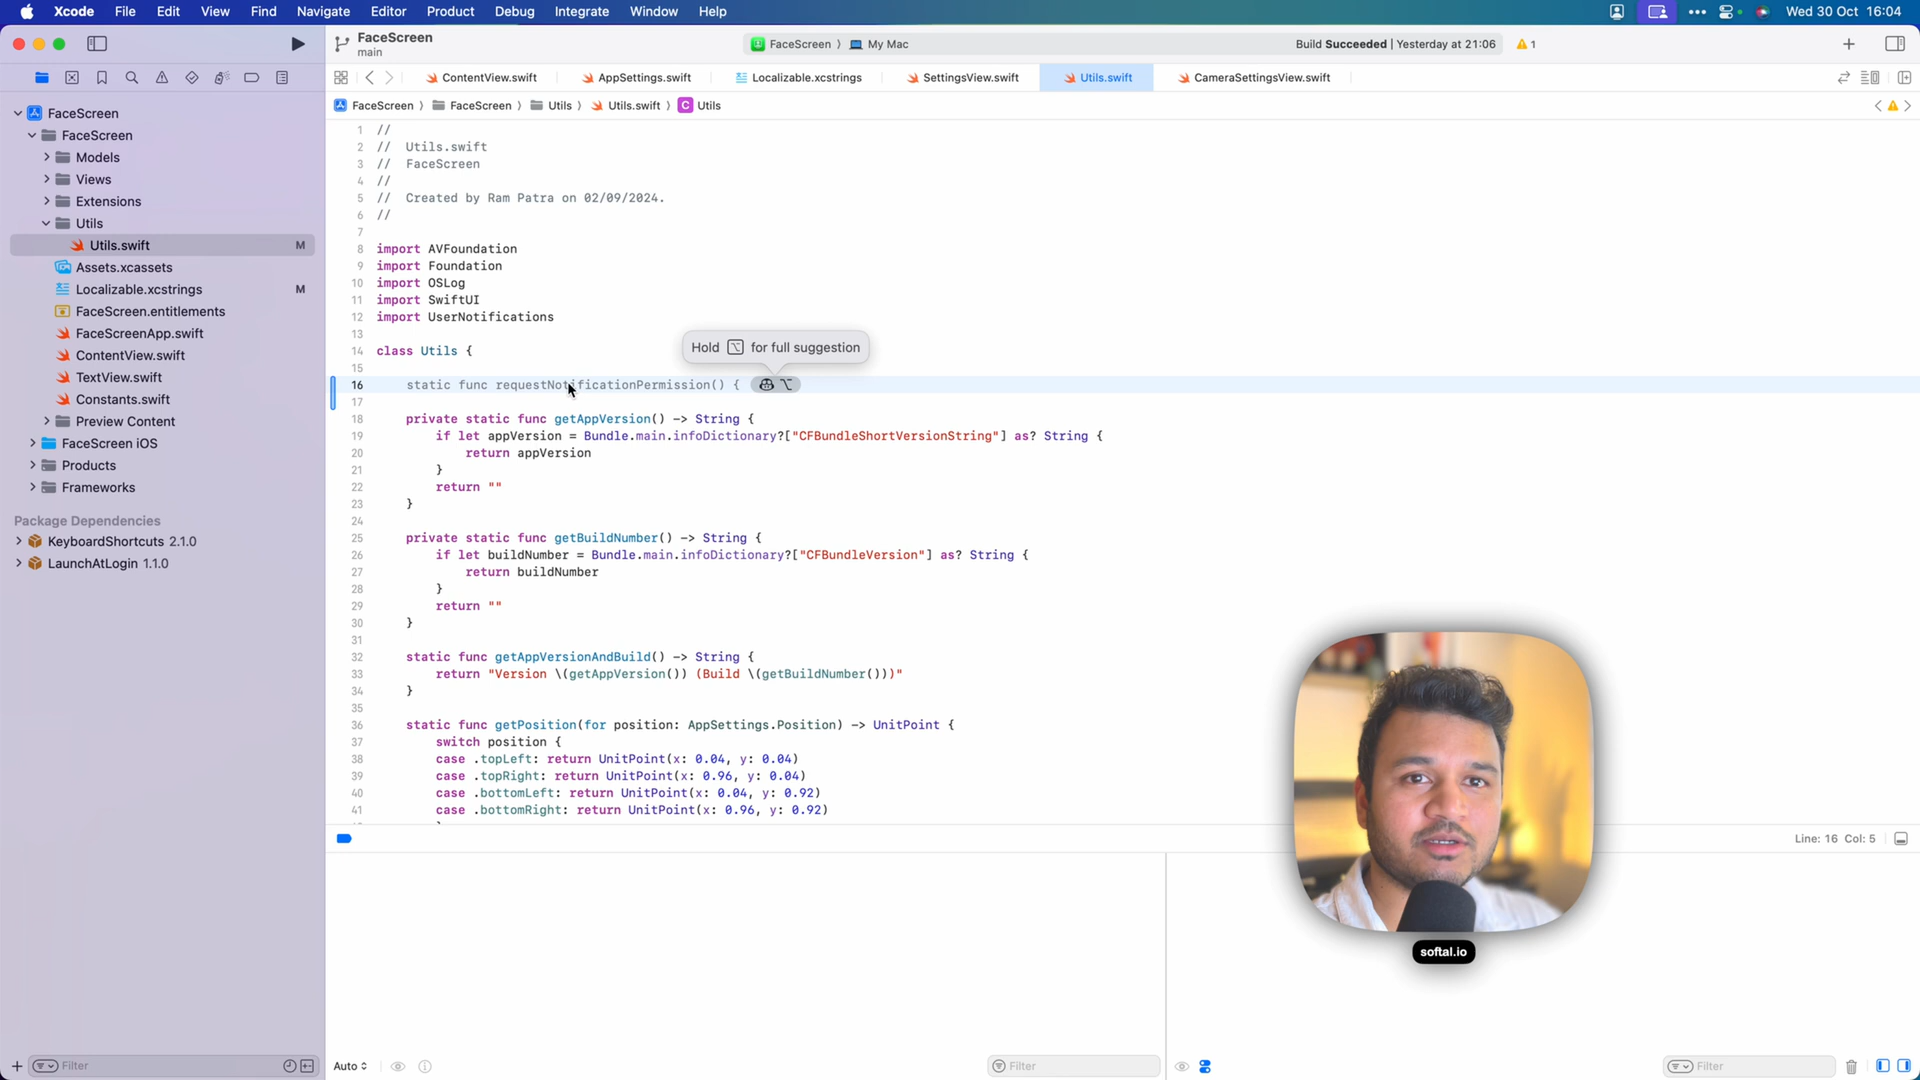 Xcode File Edit View Find Navigate Editor Product Debug Integrate Window Help Wed 30 Oct 16:04
FaceScreen
main
FaceScreen 〉 My Mac
Build Succeeded | Yesterday at 21:06 1
ContentView.swift AppSettings.swift Localizable.xcstrings SettingsView.swift Utils.swift CameraSettingsView.swift
FaceScreen 〉 FaceScreen 〉 Utils 〉 Utils.swift 〉 C Utils
FaceScreen
FaceScreen
Models
Views
Extensions
Utils
Utils.swift M
Assets.xcassets
Localizable.xcstrings M
FaceScreen.entitlements
FaceScreenApp.swift
ContentView.swift
TextView.swift
Constants.swift
Preview Content
FaceScreen iOS
Products
Frameworks
Package Dependencies
KeyboardShortcuts 2.1.0
LaunchAtLogin 1.1.0
Filter
1 //
2 //  Utils.swift
3 //  FaceScreen
4 //
5 //  Created by Ram Patra on 02/09/2024.
6 //
7
8 import AVFoundation
9 import Foundation
10 import OSLog
11 import SwiftUI
12 import UserNotifications
13
Hold ⌥ for full suggestion
14 class Utils {
15
16     static func requestNotificationPermission() { ⌥
17
18     private static func getAppVersion() -> String {
19         if let appVersion = Bundle.main.infoDictionary?["CFBundleShortVersionString"] as? String {
20             return appVersion
21         }
22         return ""
23     }
24
25     private static func getBuildNumber() -> String {
26         if let buildNumber = Bundle.main.infoDictionary?["CFBundleVersion"] as? String {
27             return buildNumber
28         }
29         return ""
30     }
31
32     static func getAppVersionAndBuild() -> String {
33         return "Version \(getAppVersion()) (Build \(getBuildNumber()))"
34     }
35
36     static func getPosition(for position: AppSettings.Position) -> UnitPoint {
37         switch position {
38         case .topLeft: return UnitPoint(x: 0.04, y: 0.04)
39         case .topRight: return UnitPoint(x: 0.96, y: 0.04)
40         case .bottomLeft: return UnitPoint(x: 0.04, y: 0.92)
41         case .bottomRight: return UnitPoint(x: 0.96, y: 0.92)
Line: 16 Col: 5
softal.io
Auto
Filter
Filter